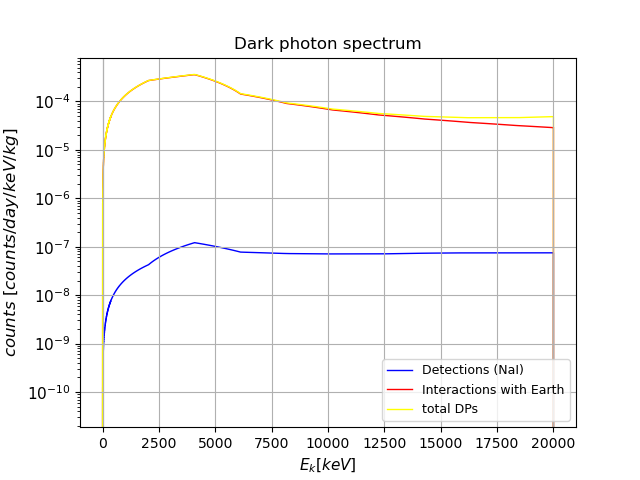 Dark photon spectrum
counts [counts/day/keV/kg]
10⁻⁴
10⁻⁵
10⁻⁶
10⁻⁷
10⁻⁸
10⁻⁹
10⁻¹⁰
Detections (NaI)
Interactions with Earth
total DPs
0 2500 5000 7500 10000 12500 15000 17500 20000
Eₖ[keV]